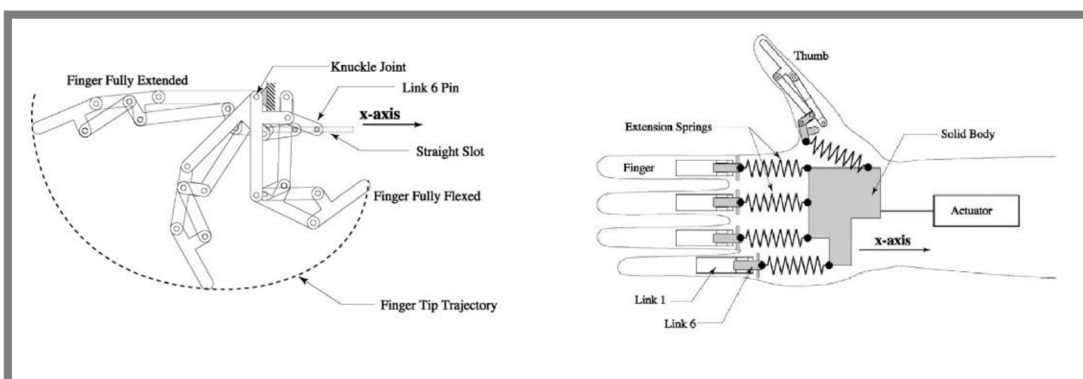 Finger Fully Extended
Knuckle Joint
Link 6 Pin
x-axis
Straight Slot
Finger Fully Flexed
Finger Tip Trajectory
Thumb
Extension Springs
Solid Body
Finger
Actuator
x-axis
Link 1
Link 6